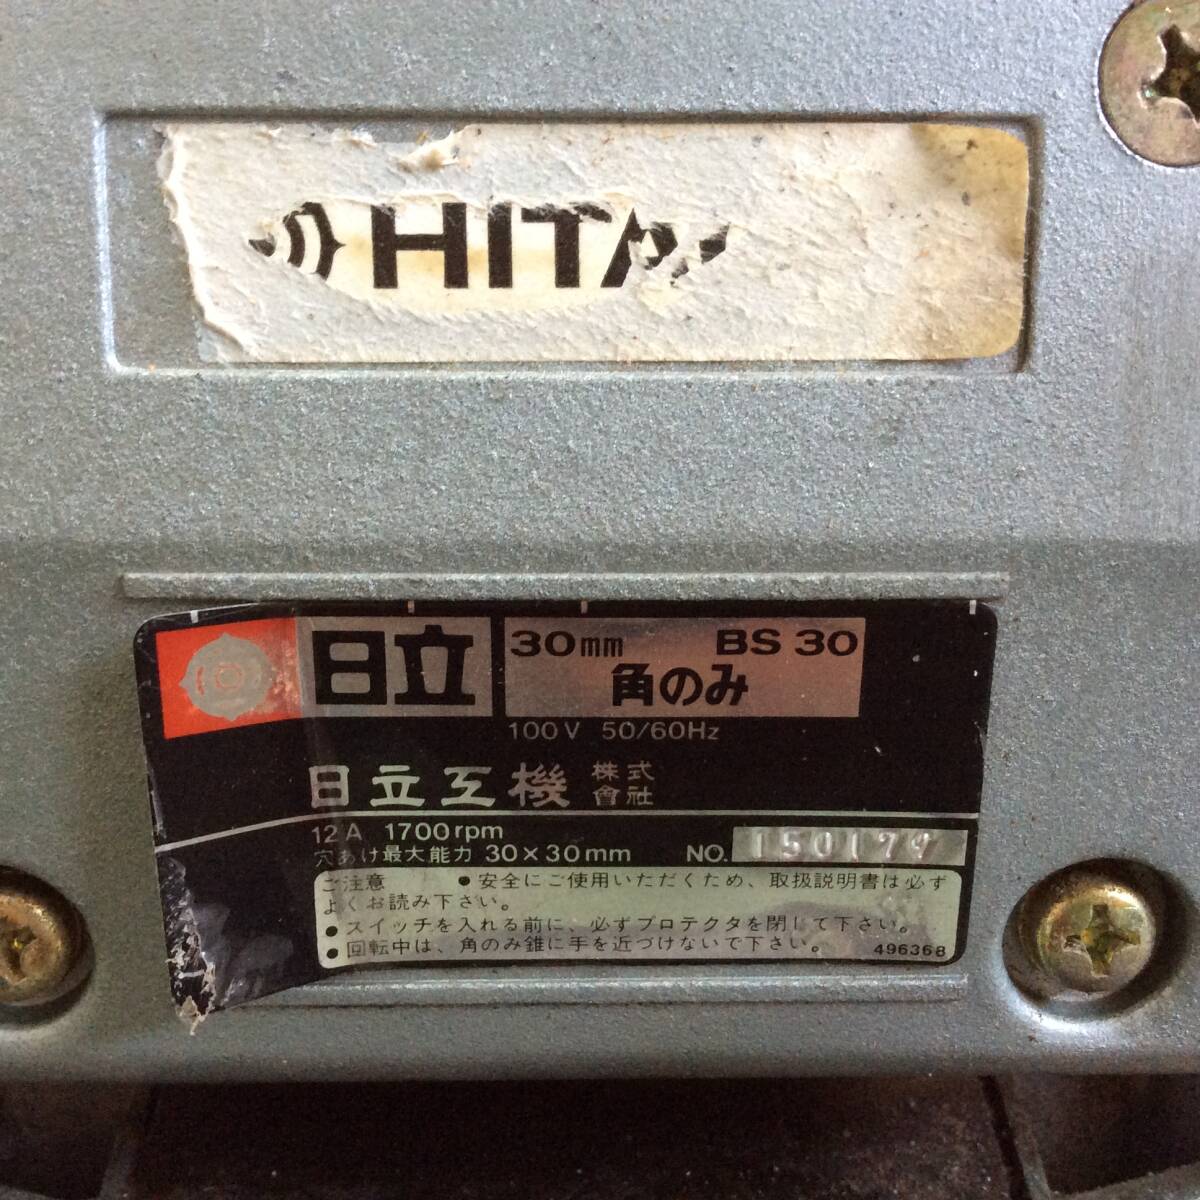 HITA
日立
30mm BS 30
角のみ
100V 50/60Hz
日立工機 株式會社
12A 1700rpm
穴あけ最大能力 30×30mm NO. 150179
ご注意 ●安全にご使用いただくため、取扱説明書は必ず
よくお読み下さい。
●スイッチを入れる前に、必ずプロテクタを閉じて下さい。
●回転中は、角のみ錐に手を近づけないで下さい。
496368